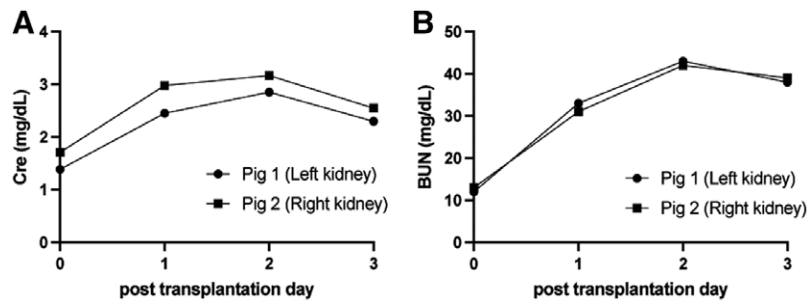 A
Cre (mg/dL)
4
3
2
1
0
0 1 2 3
post transplantation day
Pig 1 (Left kidney)
Pig 2 (Right kidney)
B
BUN (mg/dL)
50
40
30
20
10
0
0 1 2 3
post transplantation day
Pig 1 (Left kidney)
Pig 2 (Right kidney)